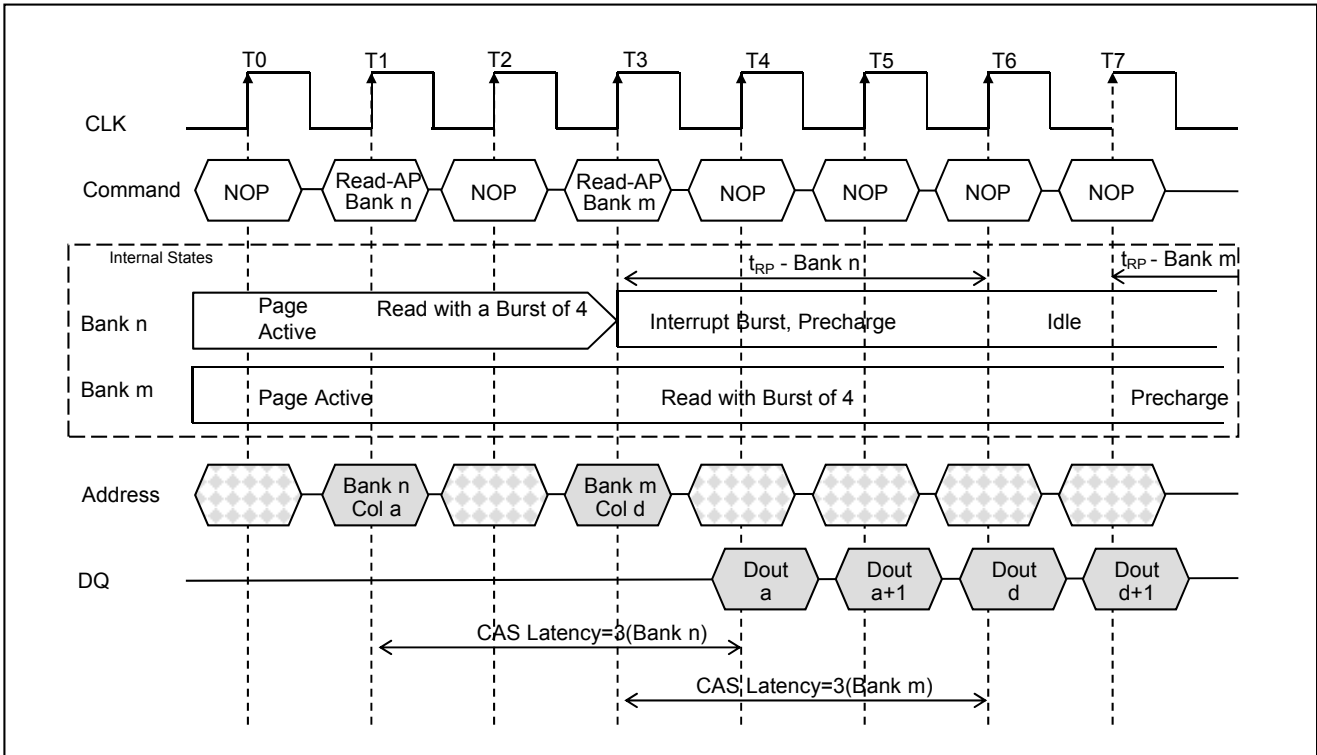 T0 T1 T2 T3 T4 T5 T6 T7
CLK
Command
NOP
Read-AP
Bank n
NOP
Read-AP
Bank m
NOP
NOP
NOP
NOP
Internal States
tRP - Bank n
tRP - Bank m
Bank n
Page
Active
Read with a Burst of 4
Interrupt Burst, Precharge
Idle
Bank m
Page Active
Read with Burst of 4
Precharge
Address
Bank n
Col a
Bank m
Col d
DQ
Dout
a
Dout
a+1
Dout
d
Dout
d+1
CAS Latency=3(Bank n)
CAS Latency=3(Bank m)